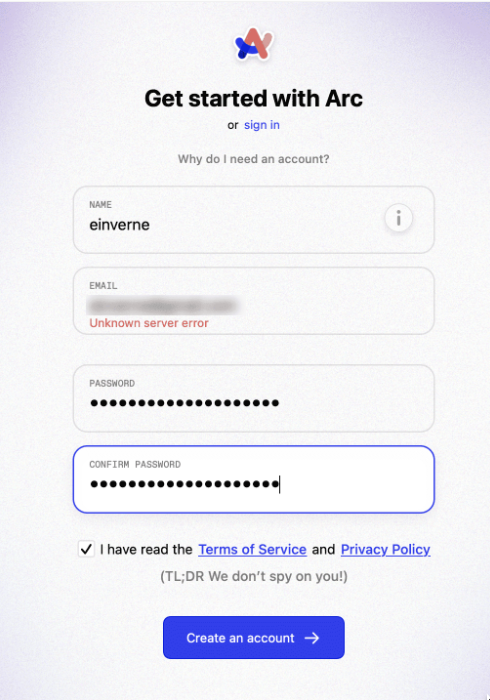 Get started with Arc
or sign in
Why do I need an account?
NAME
einverne
EMAIL
Unknown server error
PASSWORD
••••••••••••••••••••
CONFIRM PASSWORD
••••••••••••••••••••
I have read the Terms of Service and Privacy Policy
(TL;DR We don't spy on you!)
Create an account →